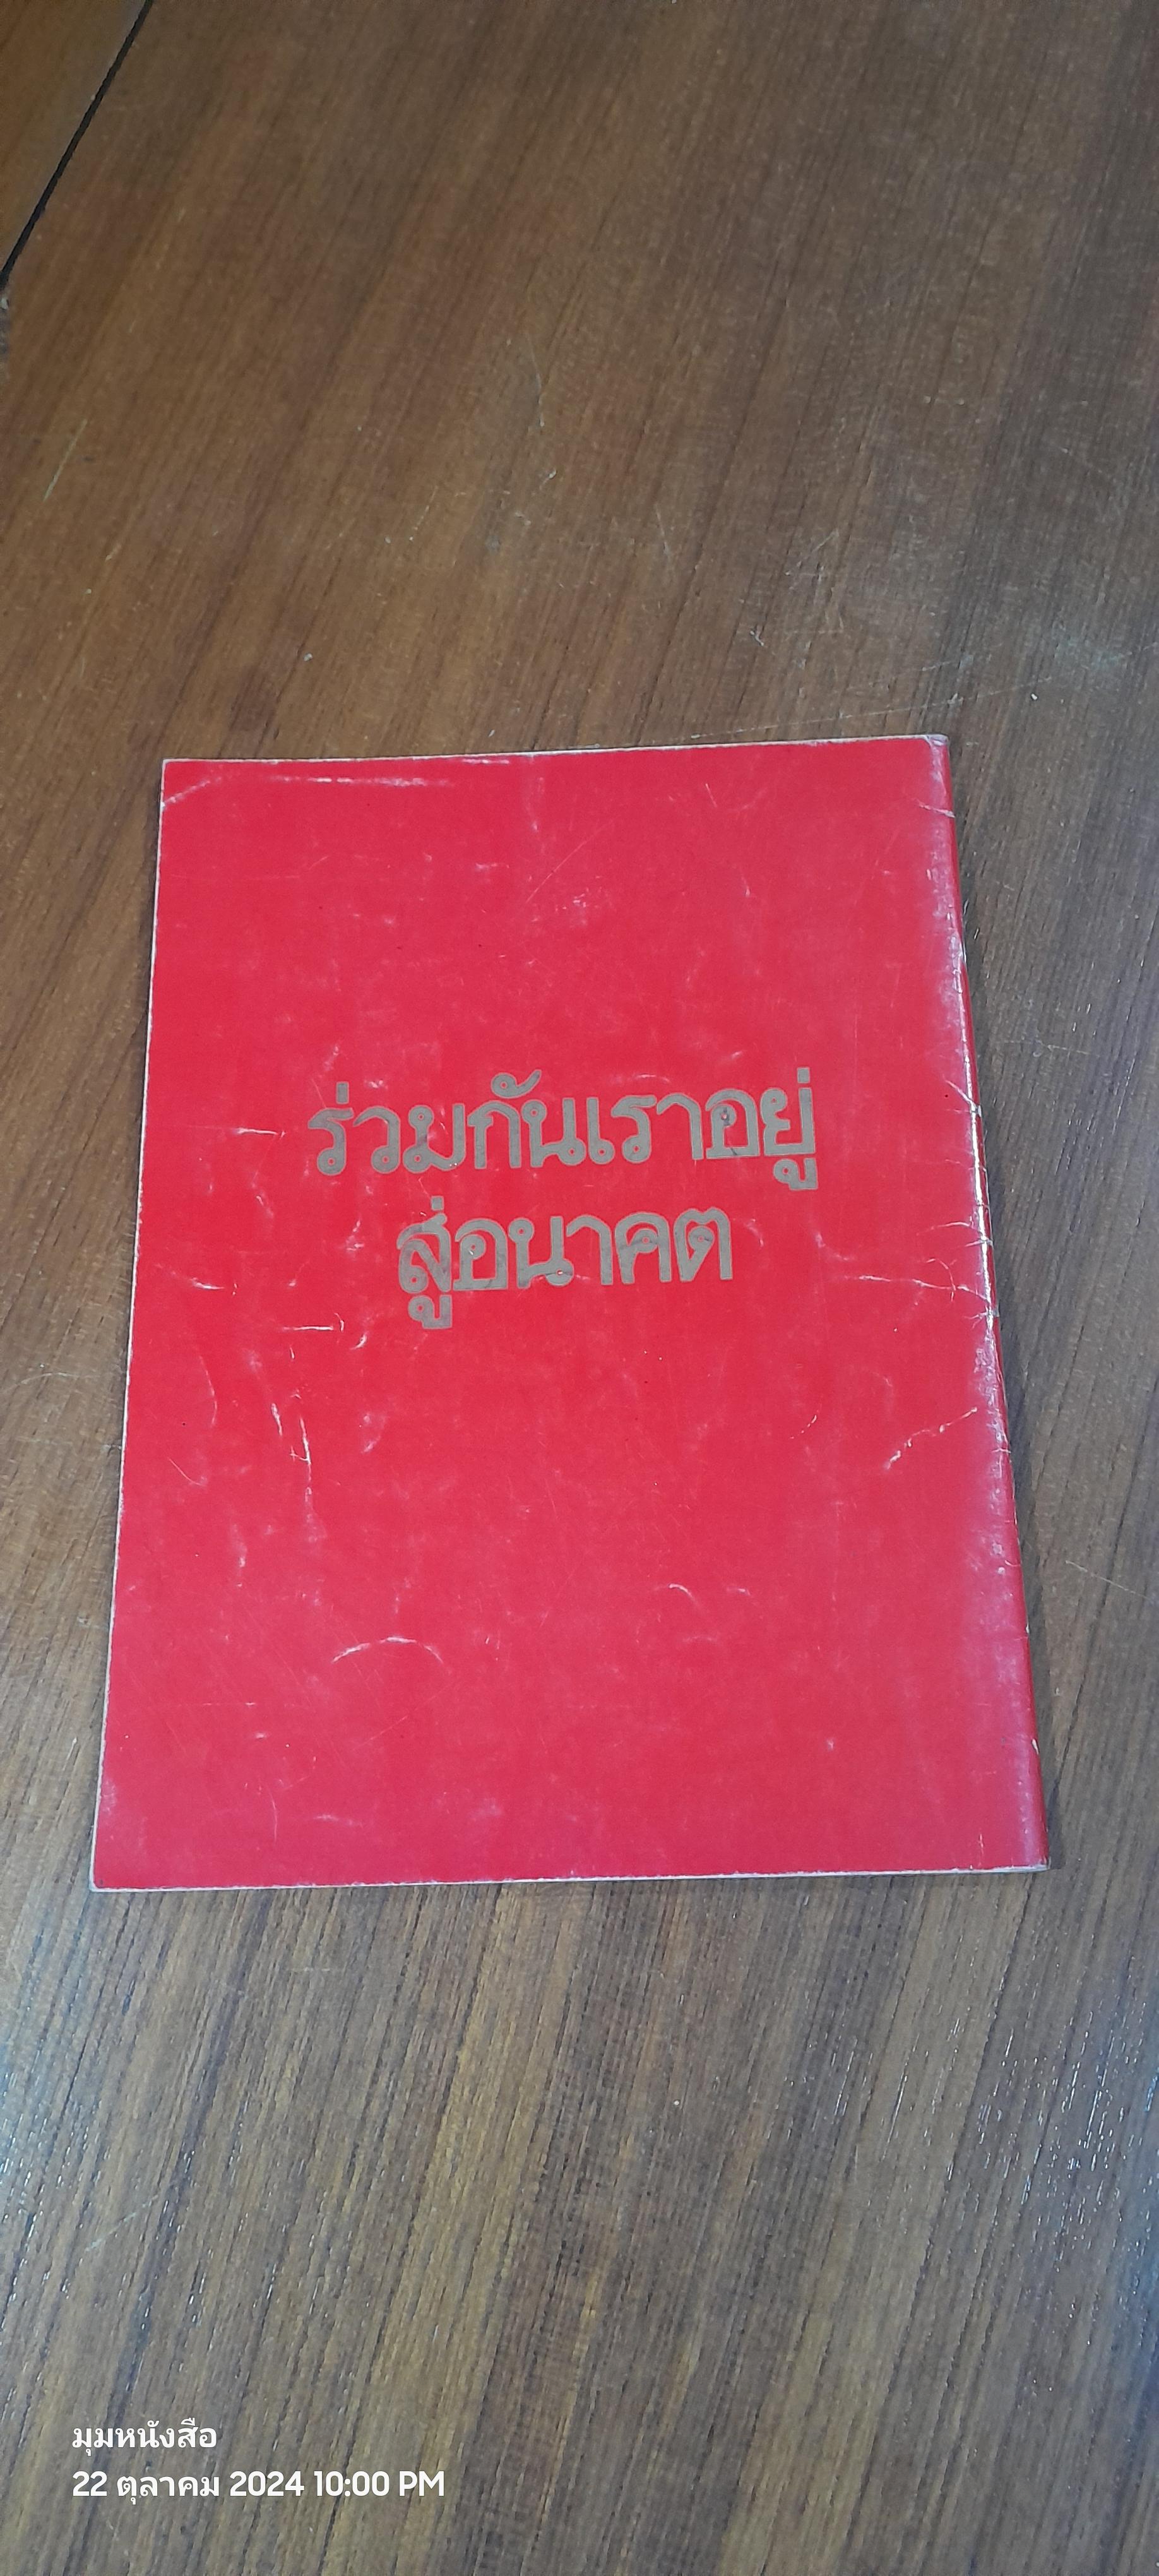 ร่วมกันเราอยู่
สู่อนาคต
มุมหนังสือ
22 ตุลาคม 2024 10:00 PM